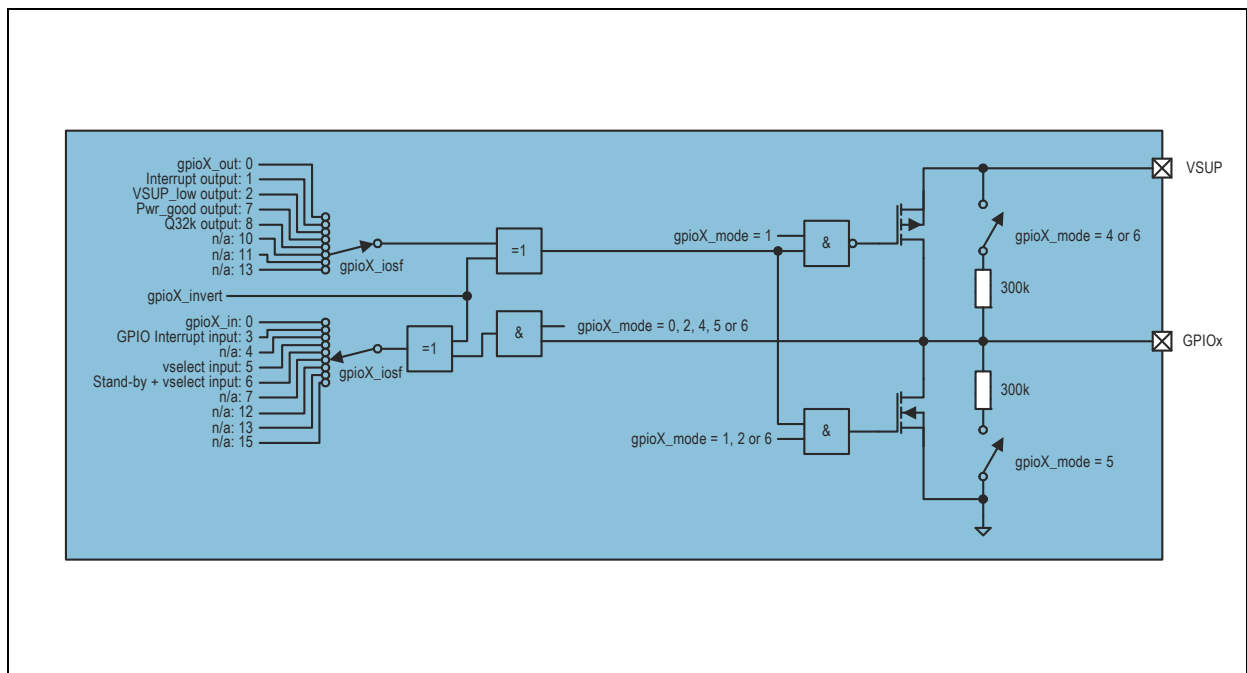 gpioX_out: 0
Interrupt output: 1
VSUP_low output: 2
Pwr_good output: 7
Q32k output: 8
n/a: 10
n/a: 11
n/a: 13
gpioX_iosf
gpioX_invert
gpioX_in: 0
GPIO Interrupt input: 3
n/a: 4
vselect input: 5
Stand-by + vselect input: 6
n/a: 7
n/a: 12
n/a: 13
n/a: 15
gpioX_iosf
=1
=1
&
gpioX_mode = 0, 2, 4, 5 or 6
gpioX_mode = 1
&
gpioX_mode = 1, 2 or 6
&
VSUP
gpioX_mode = 4 or 6
300k
GPIOx
300k
gpioX_mode = 5